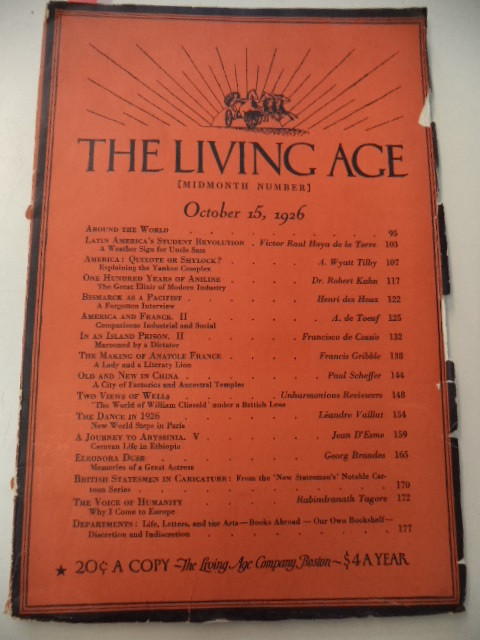 THE LIVING AGE
[MIDMONTH NUMBER]
October 15, 1926
AROUND THE WORLD . . . . . . . . 95
LATIN AMERICA'S STUDENT REVOLUTION . Victor Raul Haya de la Torre 103
A Weather Sign for Uncle Sam
AMERICA: QUIXOTE OR SHYLOCK? . . . . A. Wyatt Tilby 107
Explaining the Yankee Complex
ONE HUNDRED YEARS OF ANILINE . . . . Dr. Robert Kahn 117
The Great Elixir of Modern Industry
BISMARCK AS A PACIFIST . . . . . Henri des Houx 122
A Forgotten Interview
AMERICA AND FRANCE. II . . . . . A. de Toeuf 125
Comparisons Industrial and Social
IN AN ISLAND PRISON. II . . . . . Francisco de Cossio 132
Marooned by a Dictator
THE MAKING OF ANATOLE FRANCE . . . . Francis Gribble 138
A Lady and a Literary Lion
OLD AND NEW IN CHINA . . . . . Paul Scheffer 144
A City of Factories and Ancestral Temples
TWO VIEWS OF WELLS . . . . Unharmonious Reviewers 148
"The World of William Clissold" under a British Lens
THE DANCE IN 1926 . . . . . . Léandre Vaillat 154
New World Steps in Paris
A JOURNEY TO ABYSSINIA. V . . . . . Jean D'Esme 159
Caravan Life in Ethiopia
ELEONORA DUSE . . . . . . Georg Brandes 165
Memories of a Great Actress
BRITISH STATESMEN IN CARICATURE: From the 'New Statesman's' Notable Car-
toon Series . . . . . . . . 170
THE VOICE OF HUMANITY . . . . Rabindranath Tagore 172
Why I Come to Europe
DEPARTMENTS: Life, Letters, and the Arts—Books Abroad — Our Own Bookshelf—
Discretion and Indiscretion . . . . . . . 177
★ 20¢ A COPY ~ The Living Age Company, Boston ~ $4 A YEAR